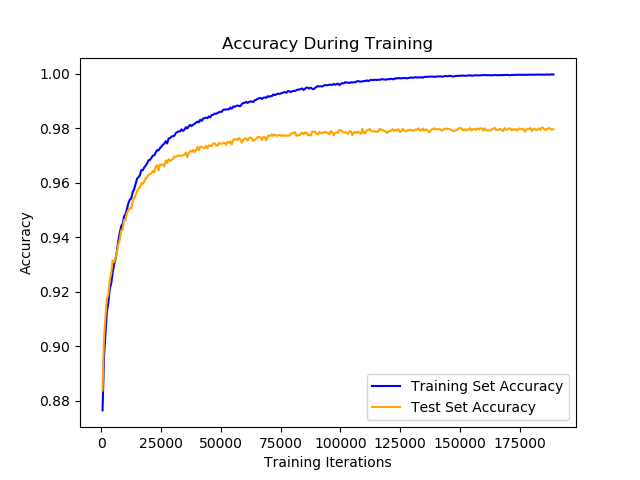 Accuracy During Training
Accuracy
1.00
0.98
0.96
0.94
0.92
0.90
0.88
Training Set Accuracy
Test Set Accuracy
0 25000 50000 75000 100000 125000 150000 175000
Training Iterations